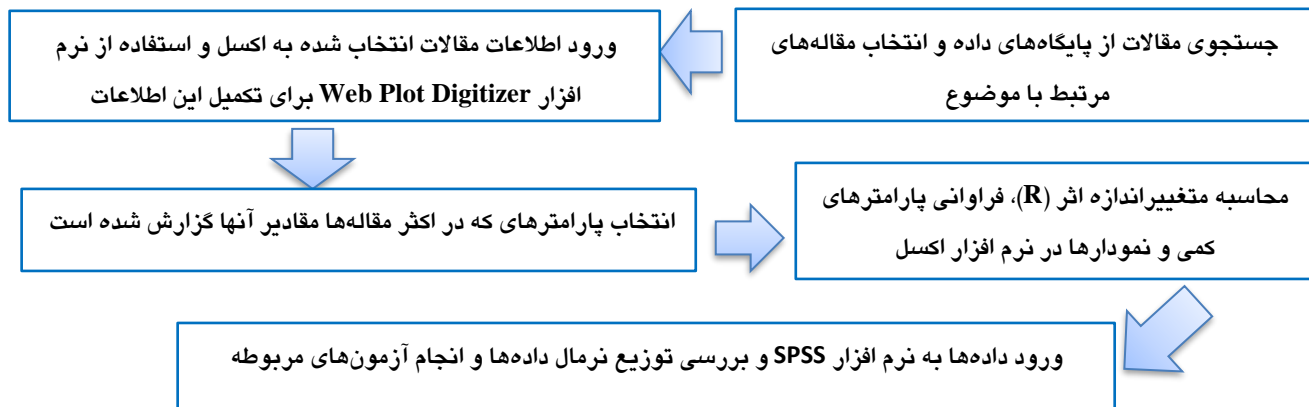 جستجوی مقالات از پایگاه‌های داده و انتخاب مقاله‌های
مرتبط با موضوع
ورود اطلاعات مقالات انتخاب شده به اکسل و استفاده از نرم
افزار Web Plot Digitizer برای تکمیل این اطلاعات
انتخاب پارامترهای که در اکثر مقاله‌ها مقادیر آنها گزارش شده است
محاسبه متغییراندازه اثر (R)، فراوانی پارامترهای
کمی و نمودارها در نرم افزار اکسل
ورود داده‌ها به نرم افزار SPSS و بررسی توزیع نرمال داده‌ها و انجام آزمون‌های مربوطه